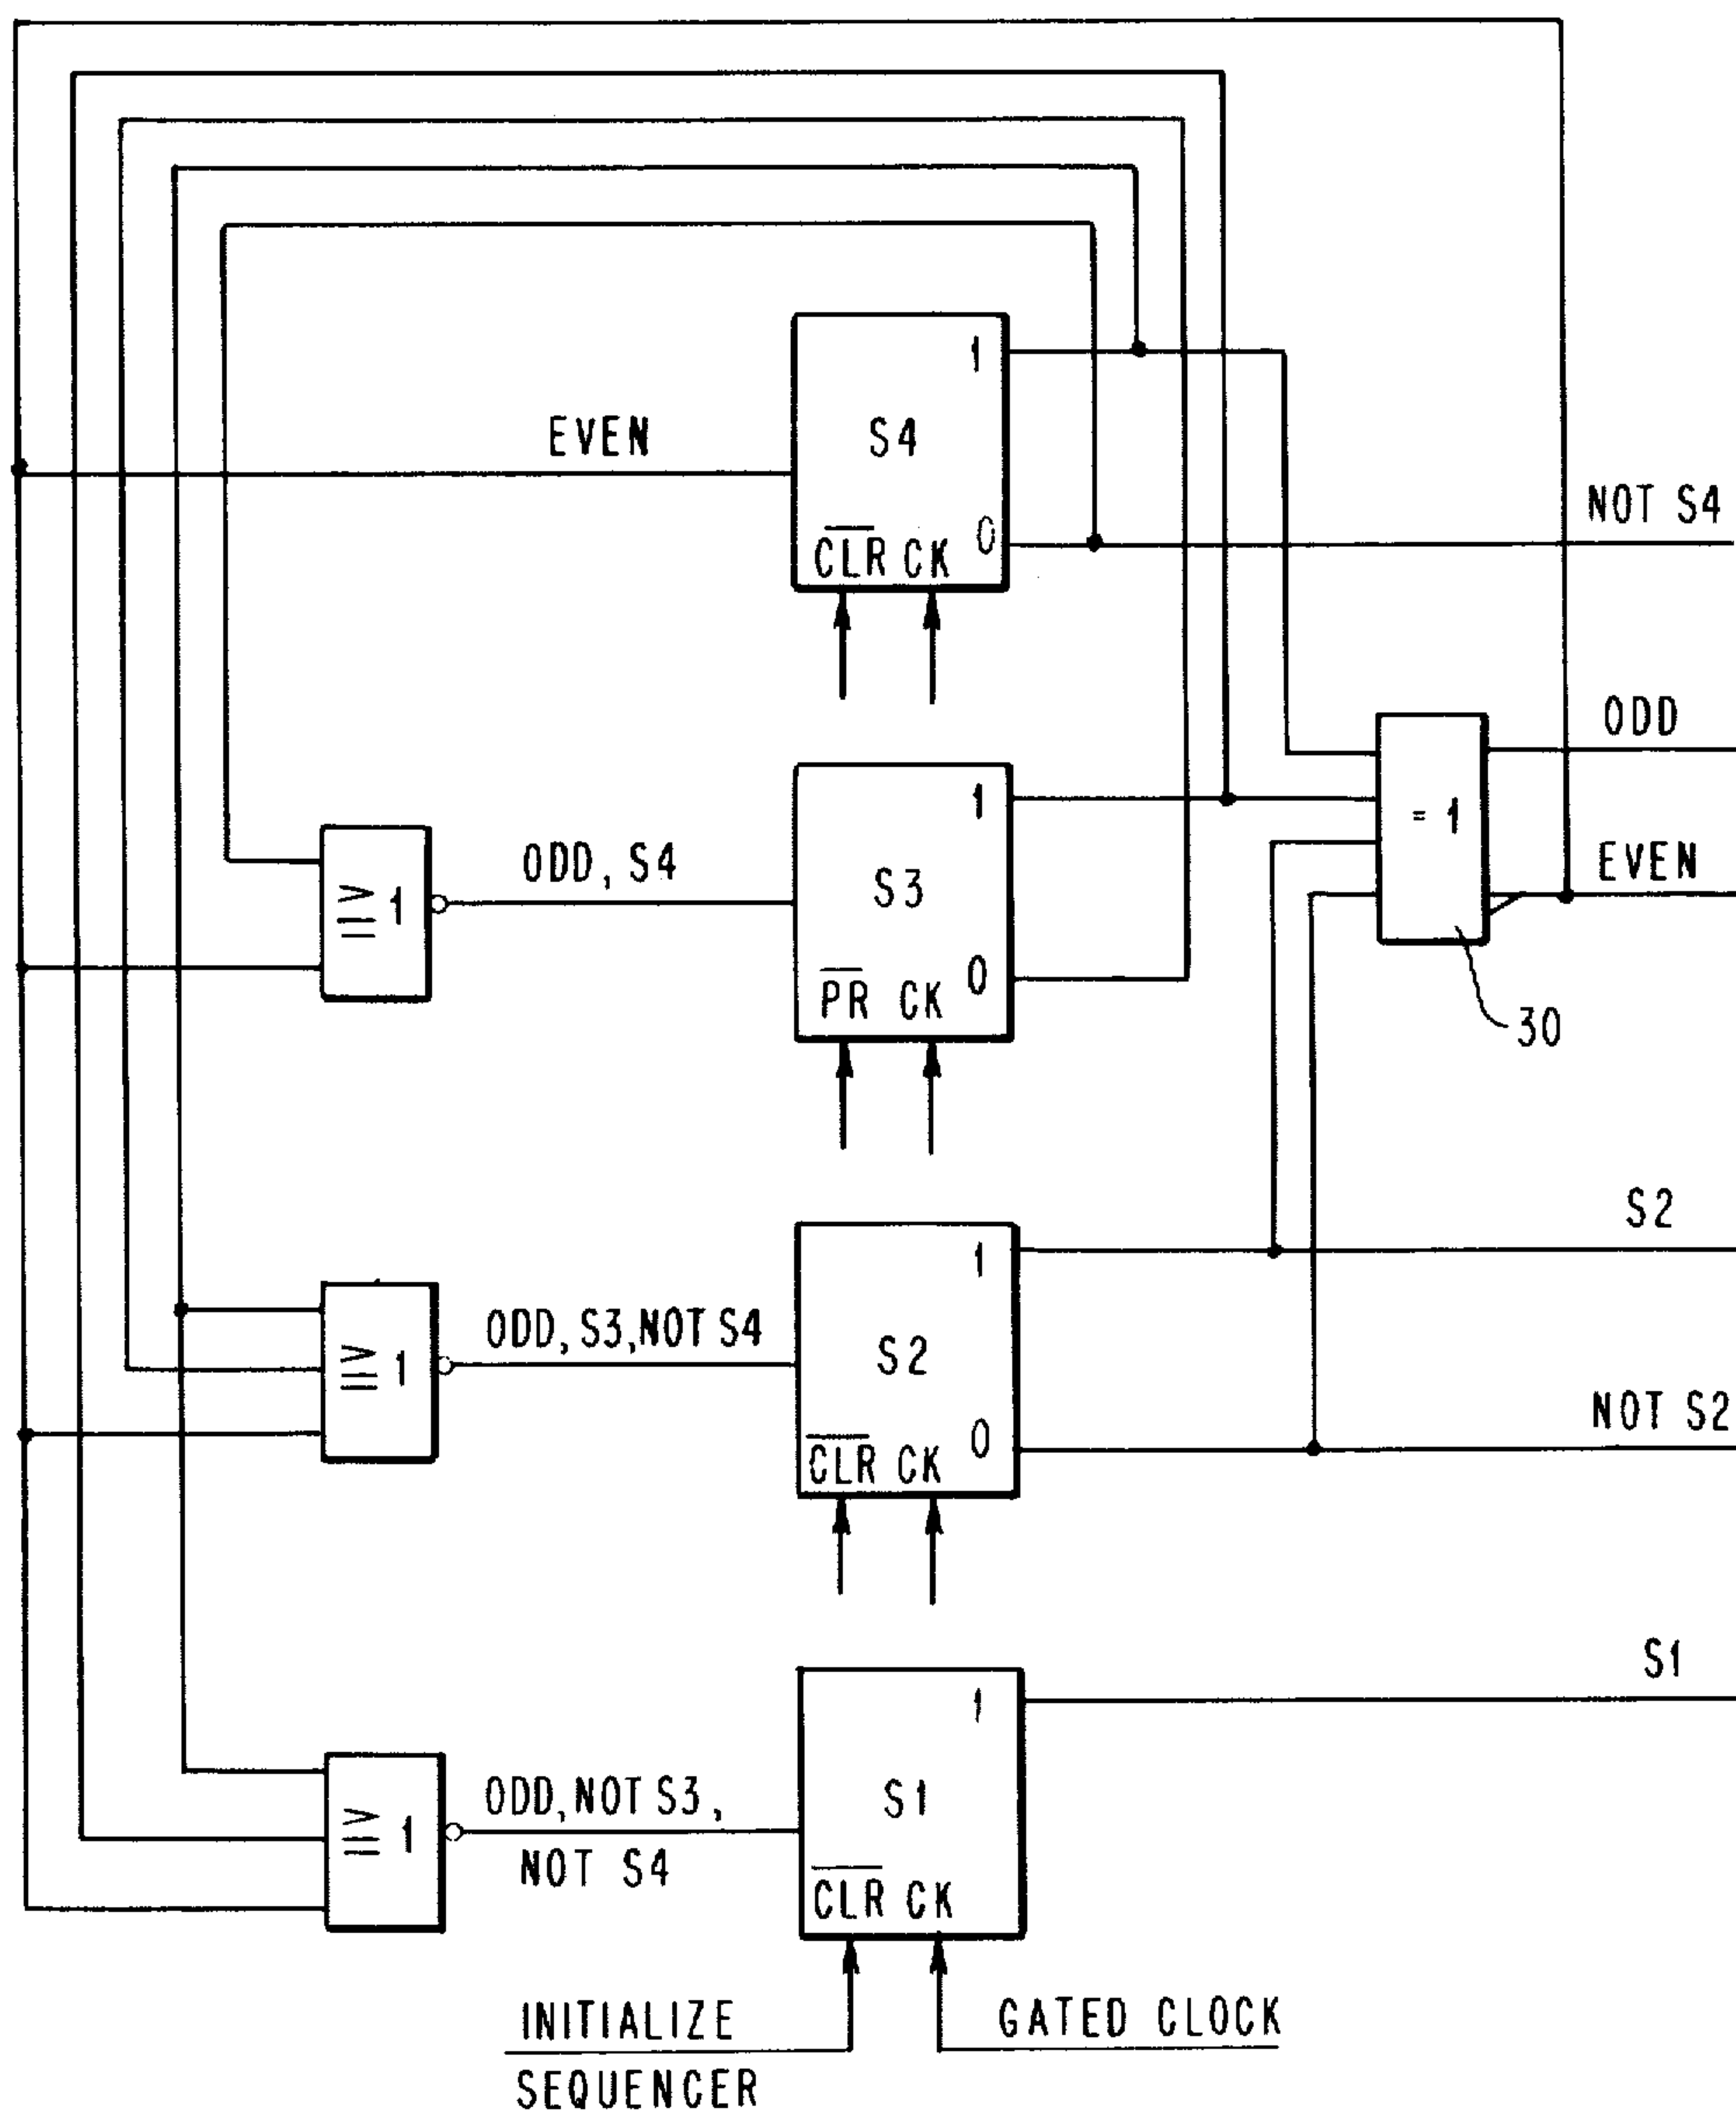 1
S4
EVEN
NOT S4
CLR CK 0
ODD
= 1
EVEN
1
S3
ODD, S4
≥ 1
PR CK 0
30
S2
1
S2
ODD, S3, NOT S4
≥ 1
NOT S2
CLR CK 0
S1
1
S1
ODD, NOT S3,
NOT S4
≥ 1
CLR CK
INITIALIZE
SEQUENCER
GATED CLOCK